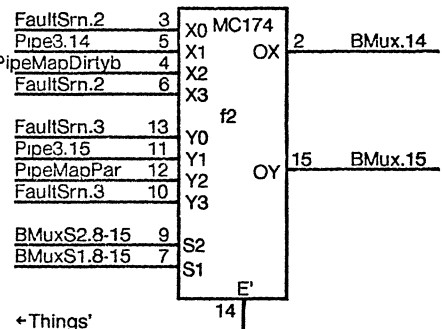 FaultSrn.2 3 X0 MC174
Pipe3.14 5 X1 OX 2 BMux.14
PipeMapDirtyb 4 X2
FaultSrn.2 6 X3
f2
FaultSrn.3 13 Y0
Pipe3.15 11 Y1
PipeMapPar 12 Y2 OY 15 BMux.15
FaultSrn.3 10 Y3
BMuxS2.8-15 9 S2
BMuxS1.8-15 7 S1
E'
14
←Things'